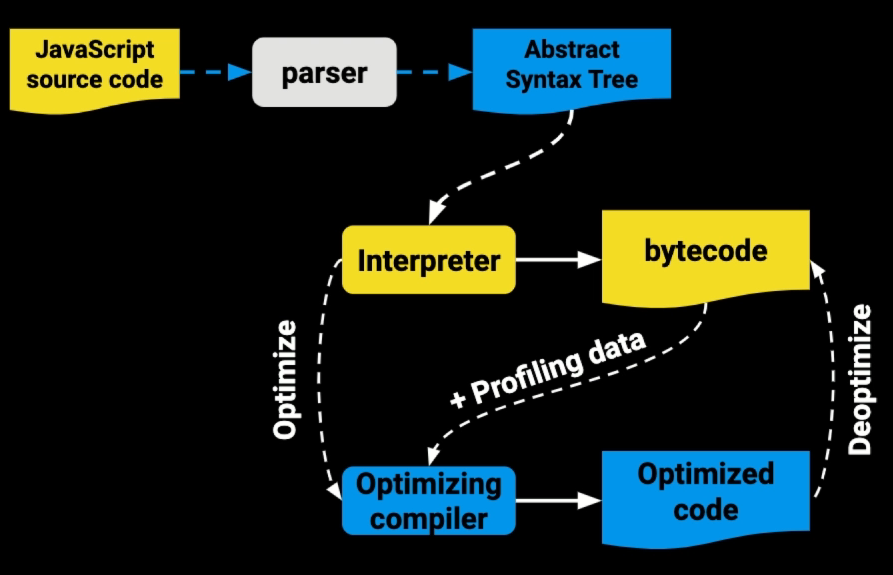 JavaScript
source code
parser
Abstract
Syntax Tree
Interpreter
bytecode
Optimize
+ Profiling data
Deoptimize
Optimizing
compiler
Optimized
code